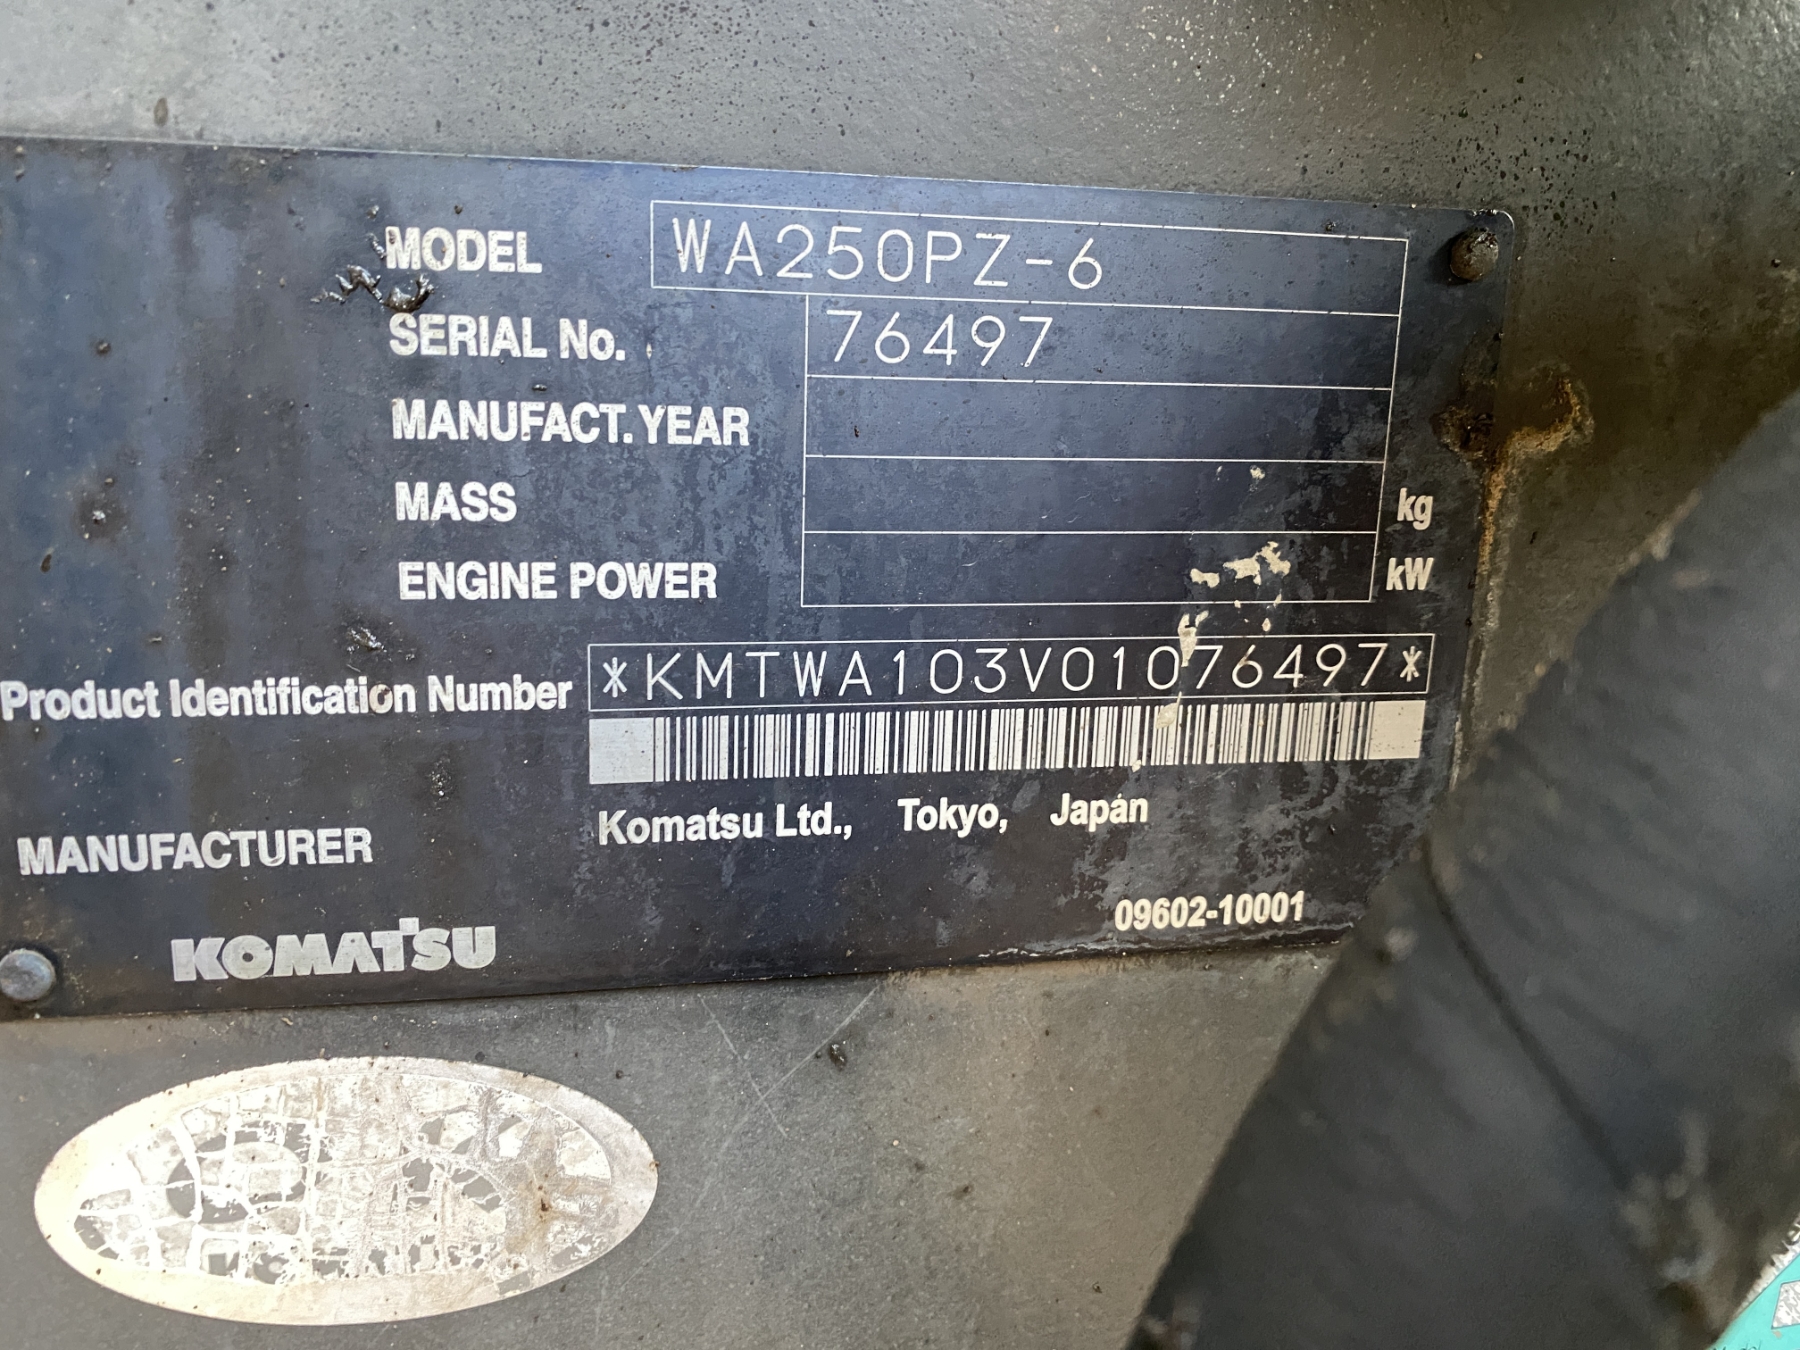 MODEL WA250PZ-6
SERIAL No. 76497
MANUFACT. YEAR
MASS kg
ENGINE POWER kW
Product Identification Number *KMTWA103V01076497*
MANUFACTURER Komatsu Ltd., Tokyo, Japan
KOMATSU 09602-10001